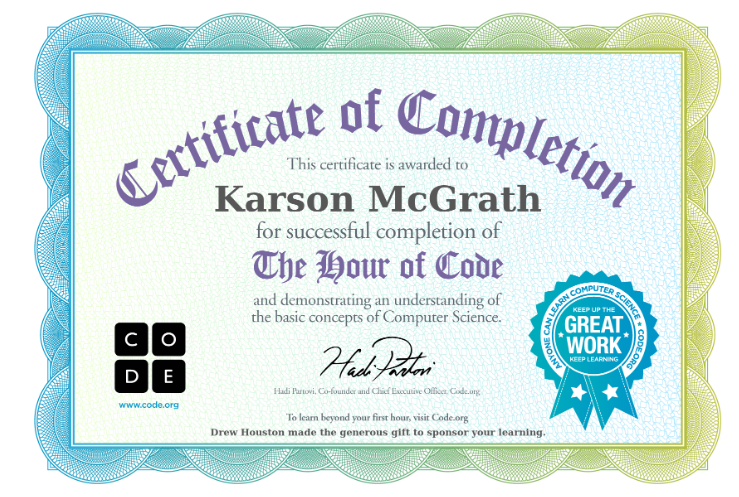 Certificate of Completion
This certificate is awarded to
Karson McGrath
for successful completion of
The Hour of Code
and demonstrating an understanding of
the basic concepts of Computer Science.
C O
D E
www.code.org
Hadi Partovi
Hadi Partovi, Co-founder and Chief Executive Officer, Code.org
ANYONE CAN LEARN COMPUTER SCIENCE • CODE.ORG
KEEP UP THE
GREAT
WORK
KEEP LEARNING
To learn beyond your first hour, visit Code.org
Drew Houston made the generous gift to sponsor your learning.